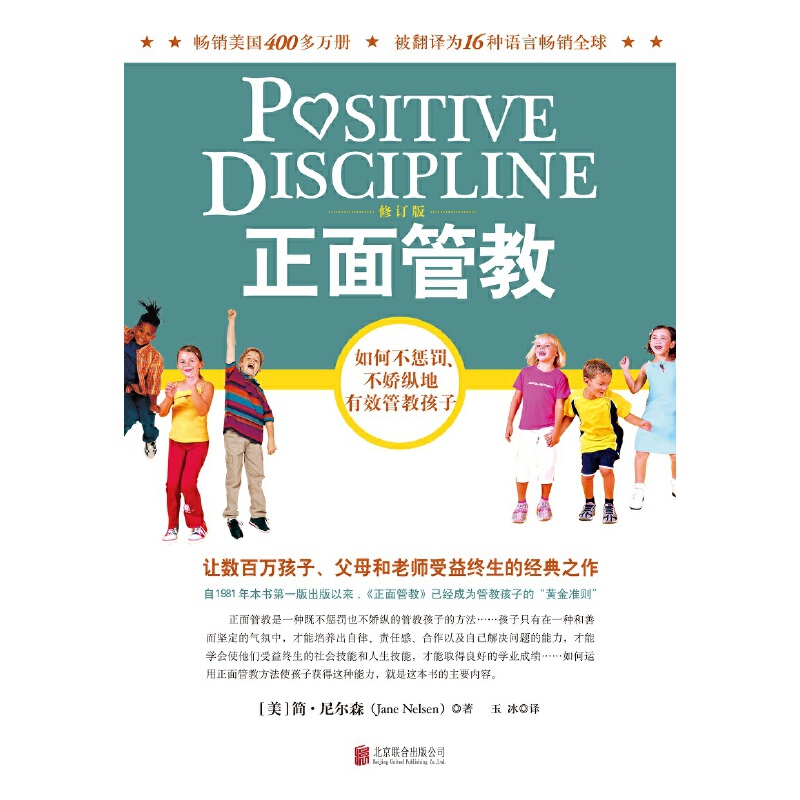 ★ ★ 畅销美国400多万册 ★ 被翻译为16种语言畅销全球 ★ ★
POSITIVE
DISCIPLINE
修订版
正面管教
如何不惩罚、
不娇纵地
有效管教孩子
让数百万孩子、父母和老师受益终生的经典之作
自1981年本书第一版出版以来，《正面管教》已经成为管教孩子的“黄金准则”
正面管教是一种既不惩罚也不娇纵的管教孩子的方法……孩子只有在一种和善
而坚定的气氛中，才能培养出自律、责任感、合作以及自己解决问题的能力，才能
学会使他们受益终生的社会技能和人生技能，才能取得良好的学业成绩……如何运
用正面管教方法使孩子获得这种能力，就是这本书的主要内容。
［美］简·尼尔森（Jane Nelsen）◎著 玉 冰◎译
北京联合出版公司
Beijing United Publishing Co.,Ltd.